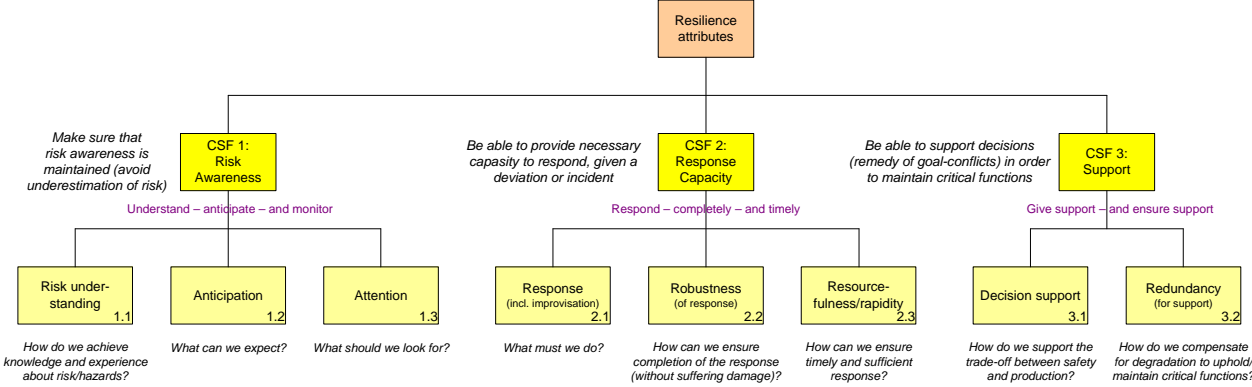 Resilience
attributes
Make sure that
risk awareness is
maintained (avoid
underestimation of risk)
CSF 1:
Risk
Awareness
Be able to provide necessary
capacity to respond, given a
deviation or incident
CSF 2:
Response
Capacity
Be able to support decisions
(remedy of goal-conflicts) in order
to maintain critical functions
CSF 3:
Support
Understand – anticipate – and monitor
Respond – completely – and timely
Give support – and ensure support
Risk under-
standing
1.1
Anticipation
1.2
Attention
1.3
Response
(incl. improvisation)
2.1
Robustness
(of response)
2.2
Resource-
fulness/rapidity
2.3
Decision support
3.1
Redundancy
(for support)
3.2
How do we achieve
knowledge and experience
about risk/hazards?
What can we expect?
What should we look for?
What must we do?
How can we ensure
completion of the response
(without suffering damage)?
How can we ensure
timely and sufficient
response?
How do we support the
trade-off between safety
and production?
How do we compensate
for degradation to uphold/
maintain critical functions?